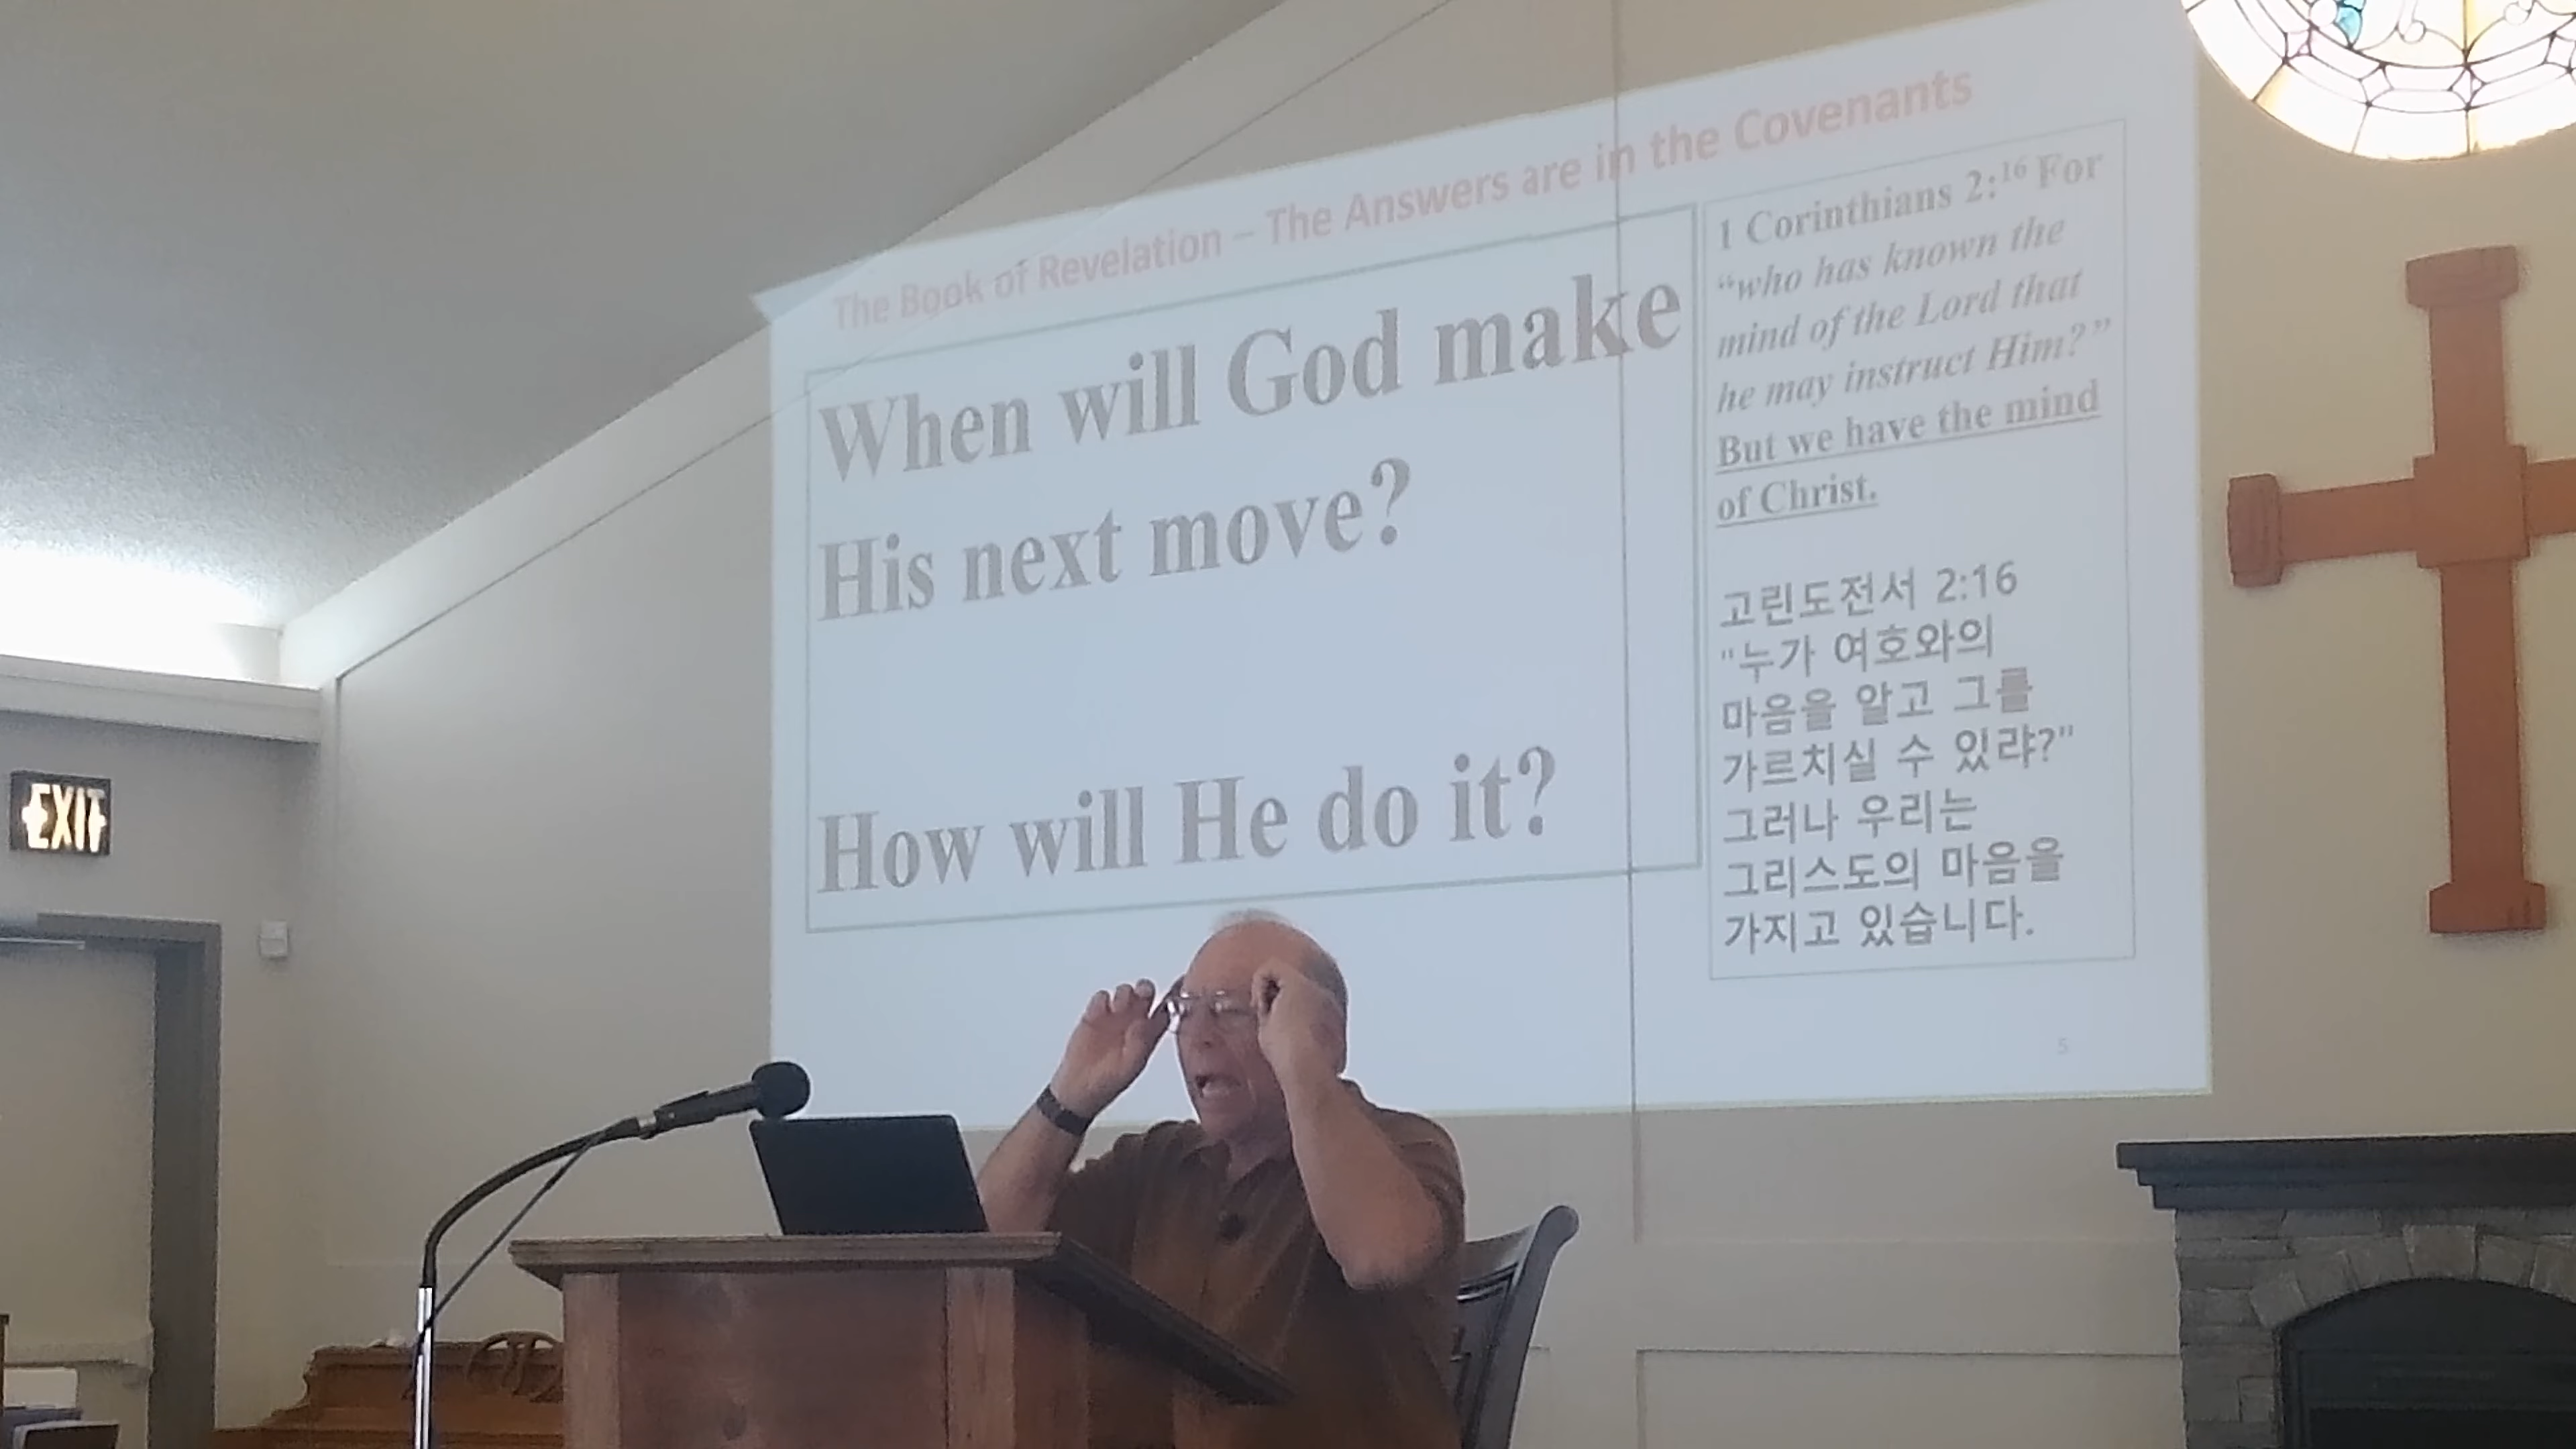 The Book of Revelation – The Answers are in the Covenants
When will God make
His next move?
How will He do it?
1 Corinthians 2:16 For
“who has known the
mind of the Lord that
he may instruct Him?”
But we have the mind
of Christ.
고린도전서 2:16
"누가 여호와의
마음을 알고 그를
가르치실 수 있랴?"
그러나 우리는
그리스도의 마음을
가지고 있습니다.
5
EXIT